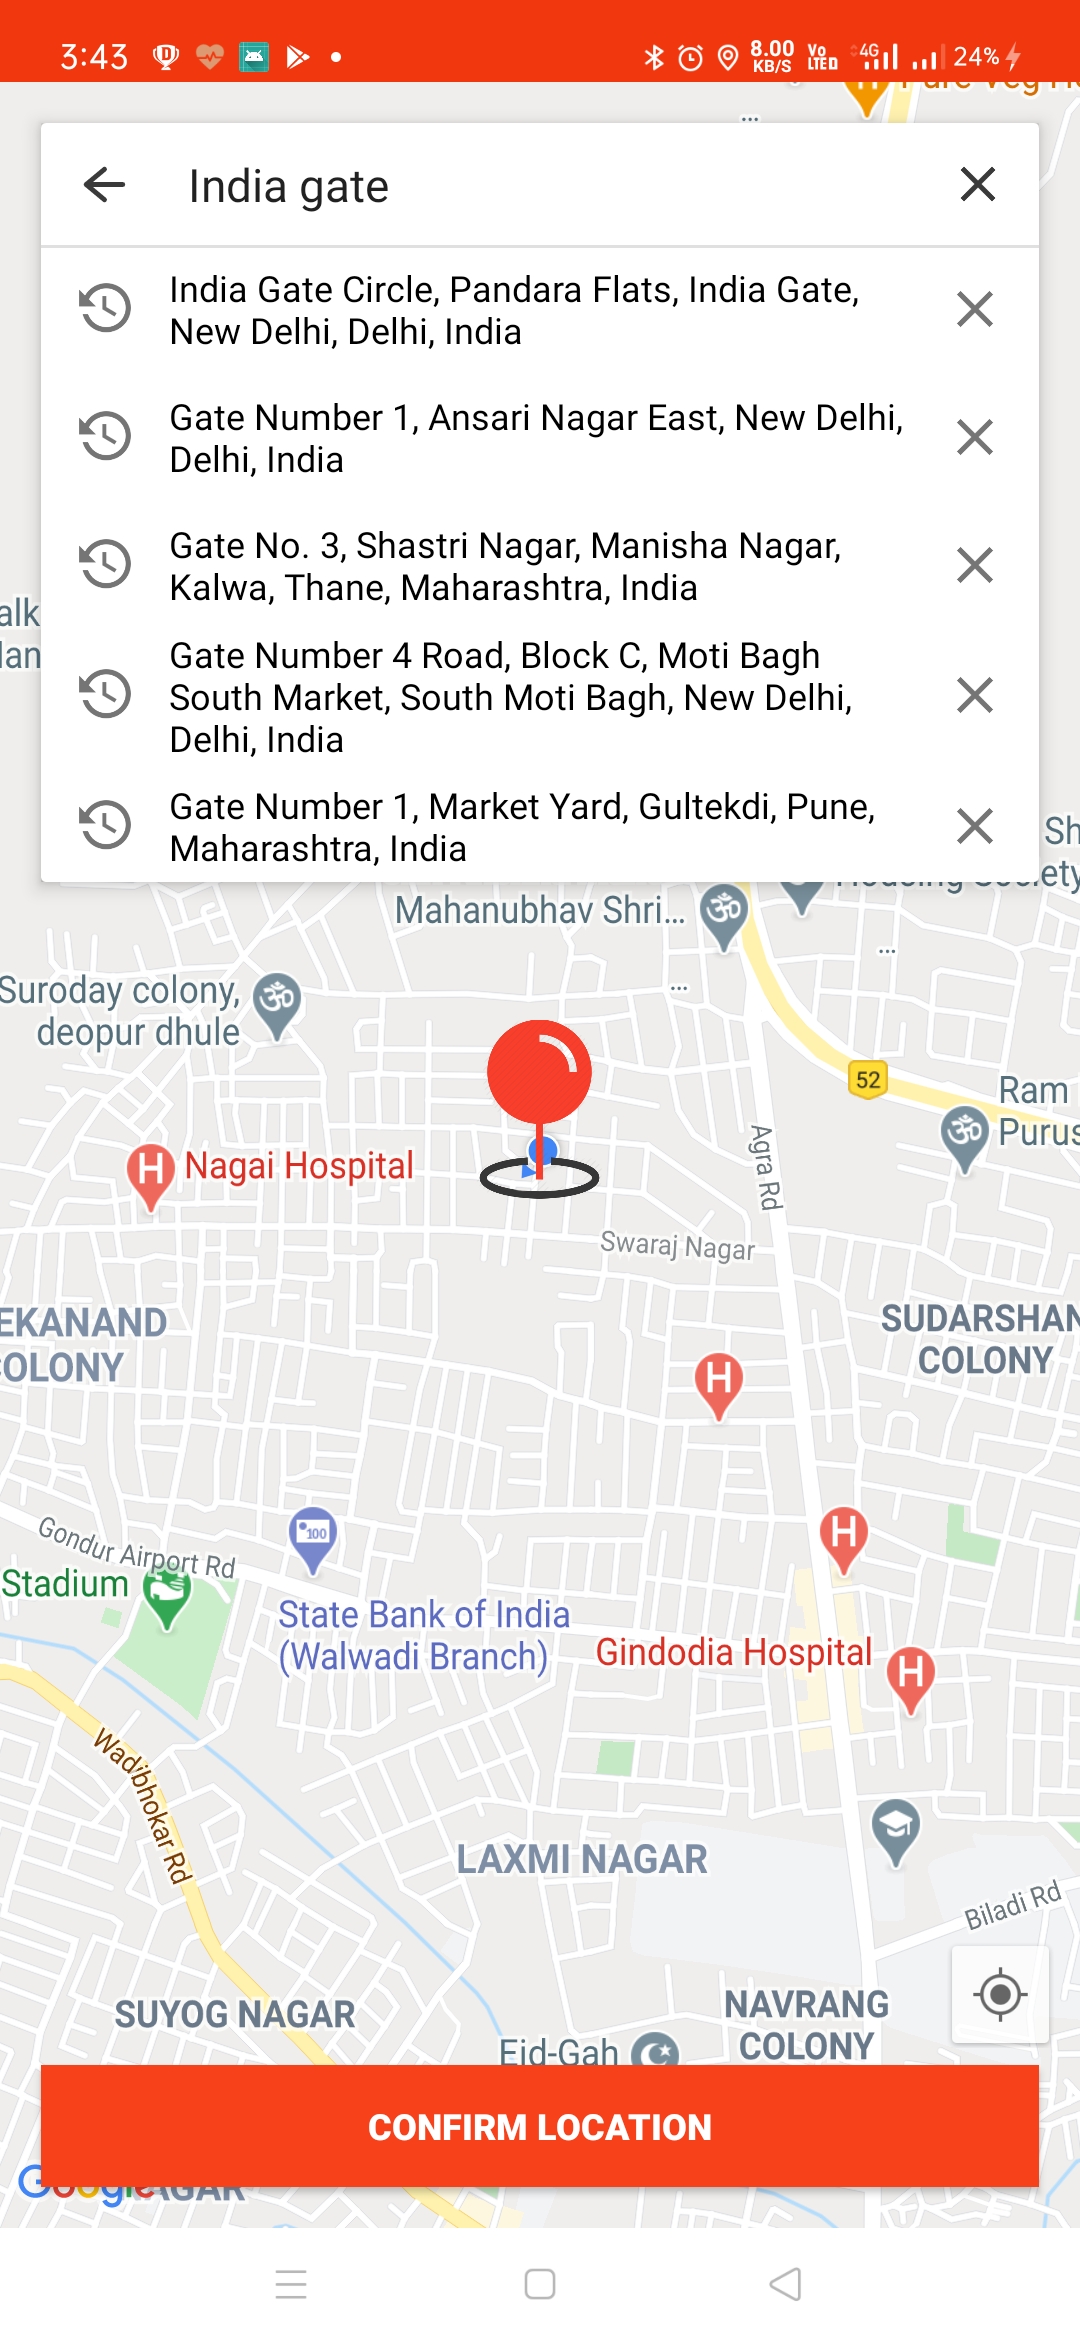 3:43
8.00
KB/S
Vo
LTED
4G
24%
India gate
India Gate Circle, Pandara Flats, India Gate,
New Delhi, Delhi, India
Gate Number 1, Ansari Nagar East, New Delhi,
Delhi, India
Gate No. 3, Shastri Nagar, Manisha Nagar,
Kalwa, Thane, Maharashtra, India
Gate Number 4 Road, Block C, Moti Bagh
South Market, South Moti Bagh, New Delhi,
Delhi, India
Gate Number 1, Market Yard, Gultekdi, Pune,
Maharashtra, India
alk
lan
Sh
ety
Mahanubhav Shri...
Suroday colony,
deopur dhule
52
Ram
Purus
Agra Rd
H Nagai Hospital
Swaraj Nagar
EKANAND
COLONY
SUDARSHAN
COLONY
H
Gondur Airport Rd
100
H
Stadium
State Bank of India
(Walwadi Branch)
Gindodia Hospital H
Wadibhokar Rd
LAXMI NAGAR
Biladi Rd
SUYOG NAGAR
NAVRANG
COLONY
Eid-Gah
CONFIRM LOCATION
Google
AGAR